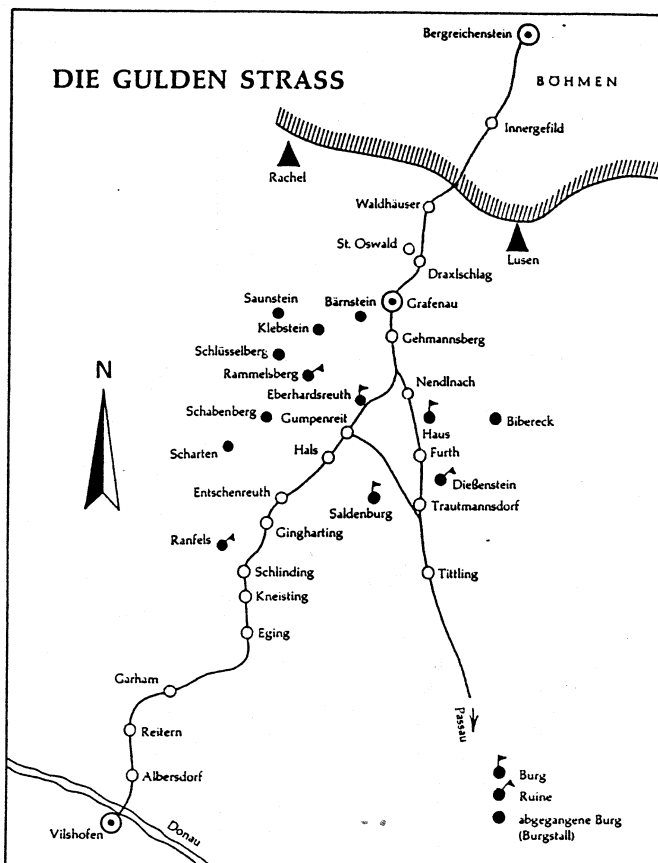 Bergreichenstein
DIE GULDEN STRASS
BÖHMEN
Innergefild
Rachel
Waldhäuser
St. Oswald
Lusen
Draxlschlag
Saunstein
Bärnstein
Grafenau
Klebstein
Gehmannsberg
Schlüsselberg
N
Rammelsberg
Nendlnach
Eberhardsreuth
Schabenberg
Gumpenreit
Haus
Bibereck
Scharten
Hals
Furth
Dießenstein
Entschenreuth
Saldenburg
Trautmannsdorf
Gingharting
Ranfels
Schlinding
Tittling
Kneisting
Eging
Garham
Passau
Reitern
Albersdorf
Burg
Ruine
Vilshofen
Donau
abgegangene Burg
(Burgstall)